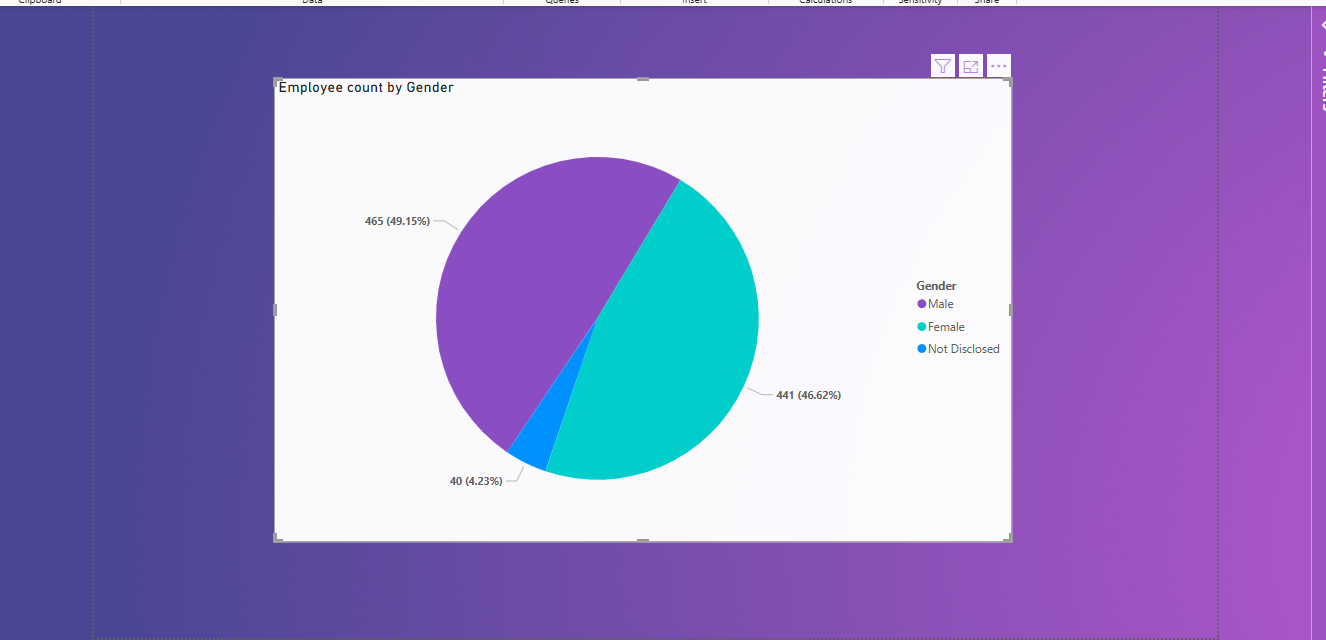 Clipboard Data Queries Insert Calculations Sensitivity Share
Employee count by Gender
465 (49.15%)
Gender
Male
Female
Not Disclosed
441 (46.62%)
40 (4.23%)